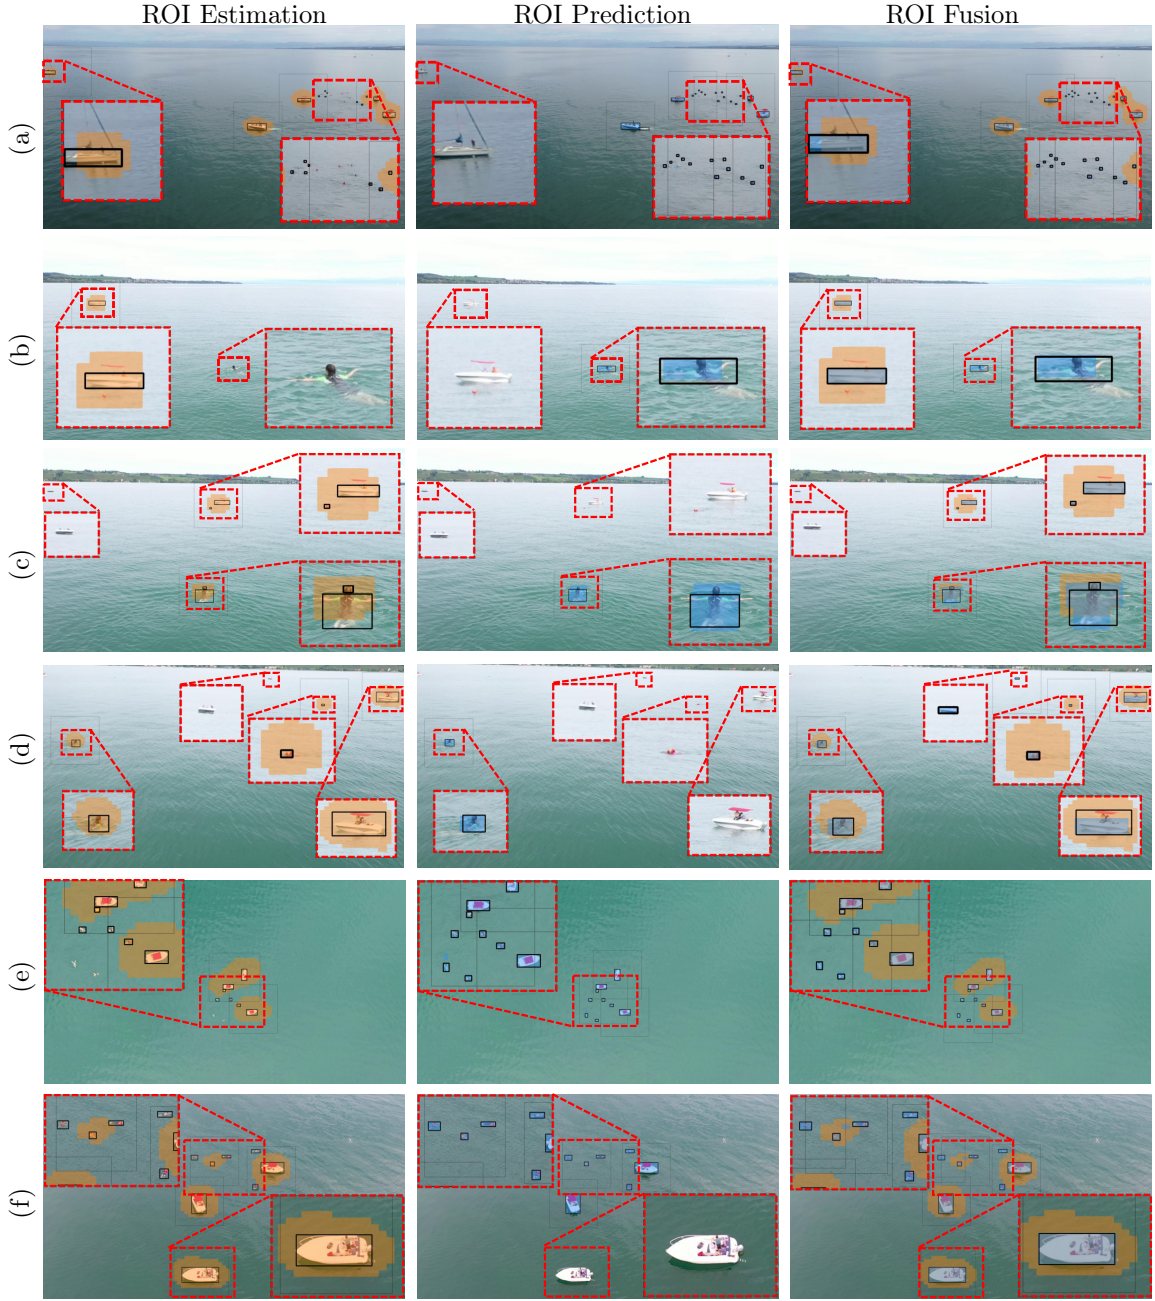 ROI Estimation ROI Prediction ROI Fusion
(a)
(b)
(c)
(d)
(e)
(f)